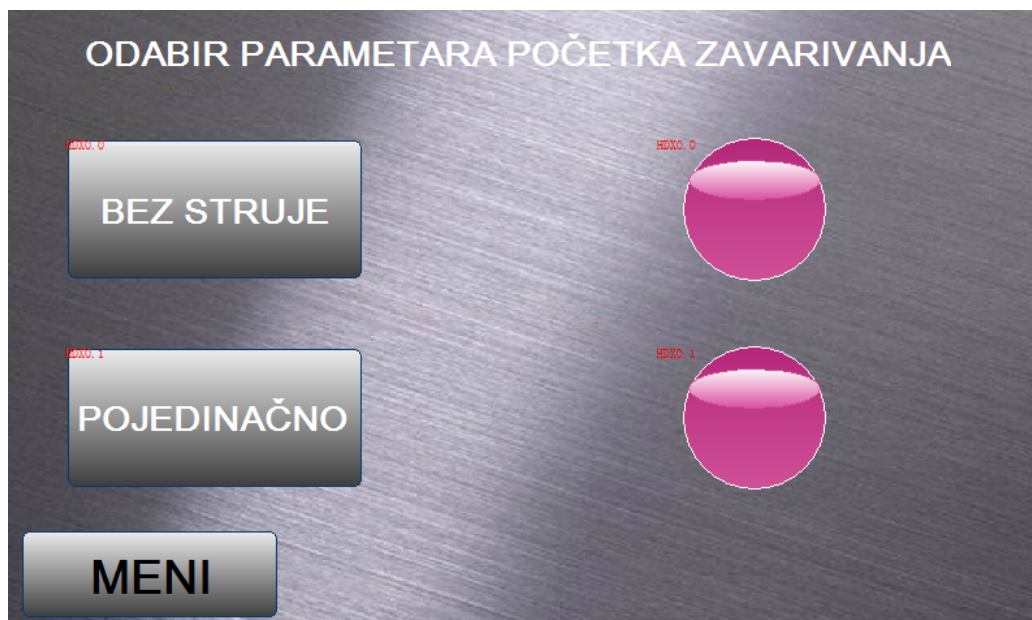 ODABIR PARAMETARA POČETKA ZAVARIVANJA
HDX0.0
HDX0.0
BEZ STRUJE
HDX0.1
HDX0.1
POJEDINAČNO
MENI